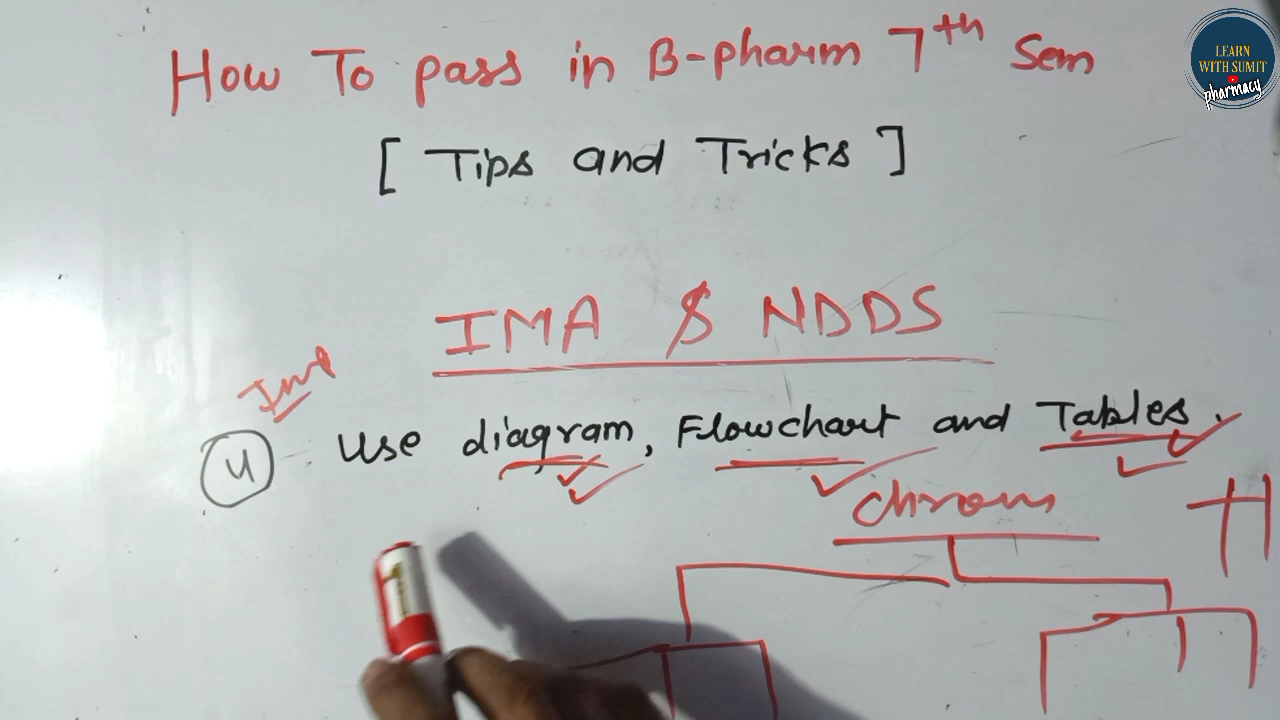 LEARN
WITH SUMIT
pharmacy
How To pass in B-pharm 7th Sem
[ Tips and Tricks ]
IMA & NDDS
Imp
4 Use diagram, Flowchart and Tables.
chrom